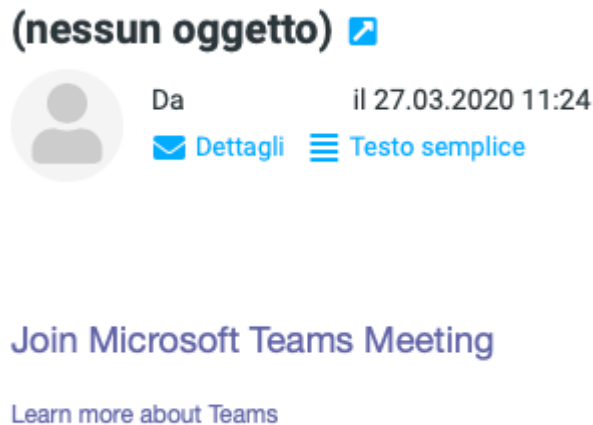 (nessun oggetto)
Da il 27.03.2020 11:24
Dettagli Testo semplice
Join Microsoft Teams Meeting
Learn more about Teams